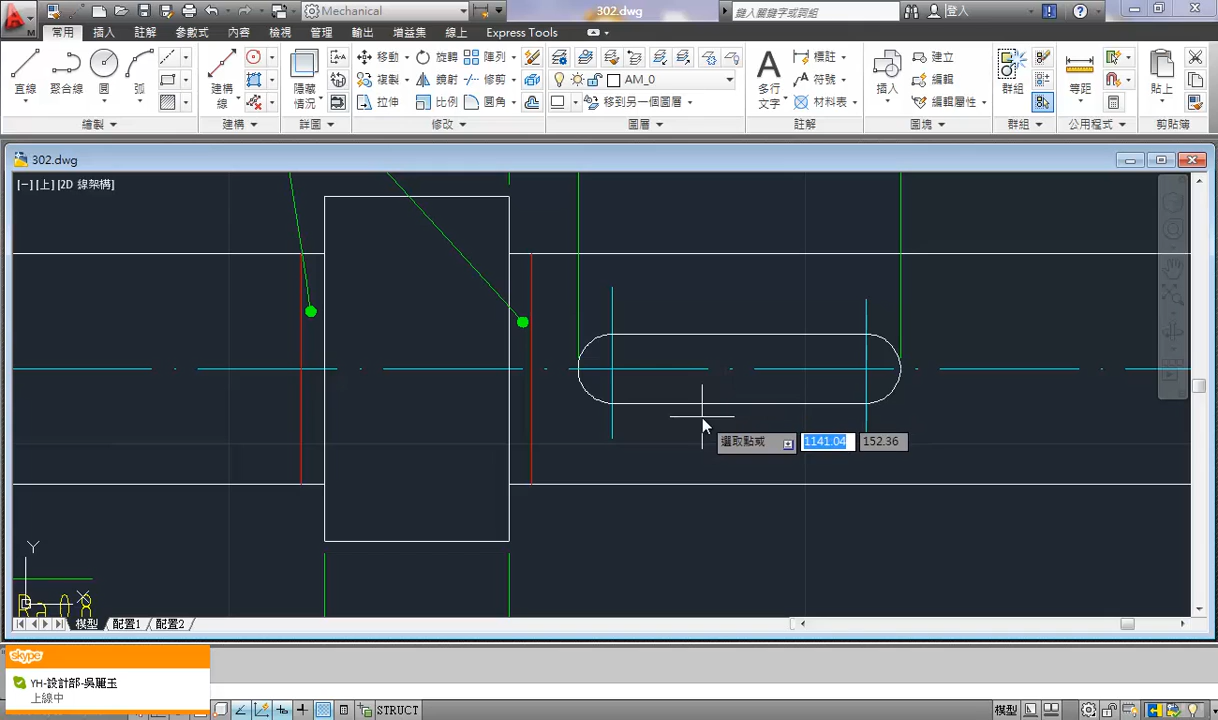 Mechanical
302.dwg
鍵入關鍵字或片語
登入
常用 插入 註解 參數式 內容 檢視 管理 輸出 增益集 線上 Express Tools
直線 聚合線 圓 弧
建構線
隱藏情況
移動 旋轉 陣列
複製 鏡射 修剪
拉伸 比例 圓角
AM_0
移到另一個圖層
多行文字
標註
符號
材料表
插入
建立
編輯
編輯屬性
群組
等距
貼上
繪製 建構 詳圖 修改 圖層 註解 圖塊 群組 公用程式 剪貼簿
302.dwg
[−][上][2D 線架構]
選取點或 1141.04 152.36
Y
X
Ra 0.8
模型 配置1 配置2
skype
YH-設計部-吳麗玉
上線中
STRUCT
模型